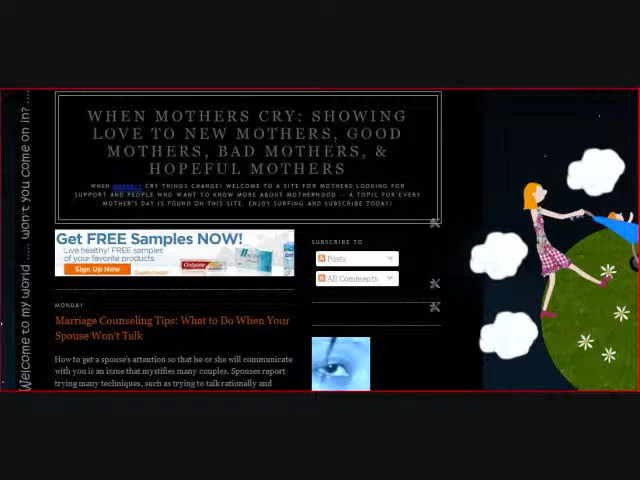 Welcome to my world ..... won't you come on in? ....
WHEN MOTHERS CRY: SHOWING
LOVE TO NEW MOTHERS, GOOD
MOTHERS, BAD MOTHERS, &
HOPEFUL MOTHERS
WHEN MOTHERS CRY THINGS CHANGE! WELCOME TO A SITE FOR MOTHERS LOOKING FOR
SUPPORT AND PEOPLE WHO WANT TO KNOW MORE ABOUT MOTHERHOOD -- A TOPIC FOR EVERY
MOTHER'S DAY IS FOUND ON THIS SITE. ENJOY SURFING AND SUBSCRIBE TODAY!
Get FREE Samples NOW!
Live healthy! FREE samples
of your favorite products
Sign Up Now
Colgate
SUBSCRIBE TO
Posts
All Comments
MONDAY
Marriage Counseling Tips: What to Do When Your
Spouse Won't Talk
How to get a spouse's attention so that he or she will communicate
with you is an issue that mystifies many couples. Spouses report
trying many techniques, such as trying to talk rationally and